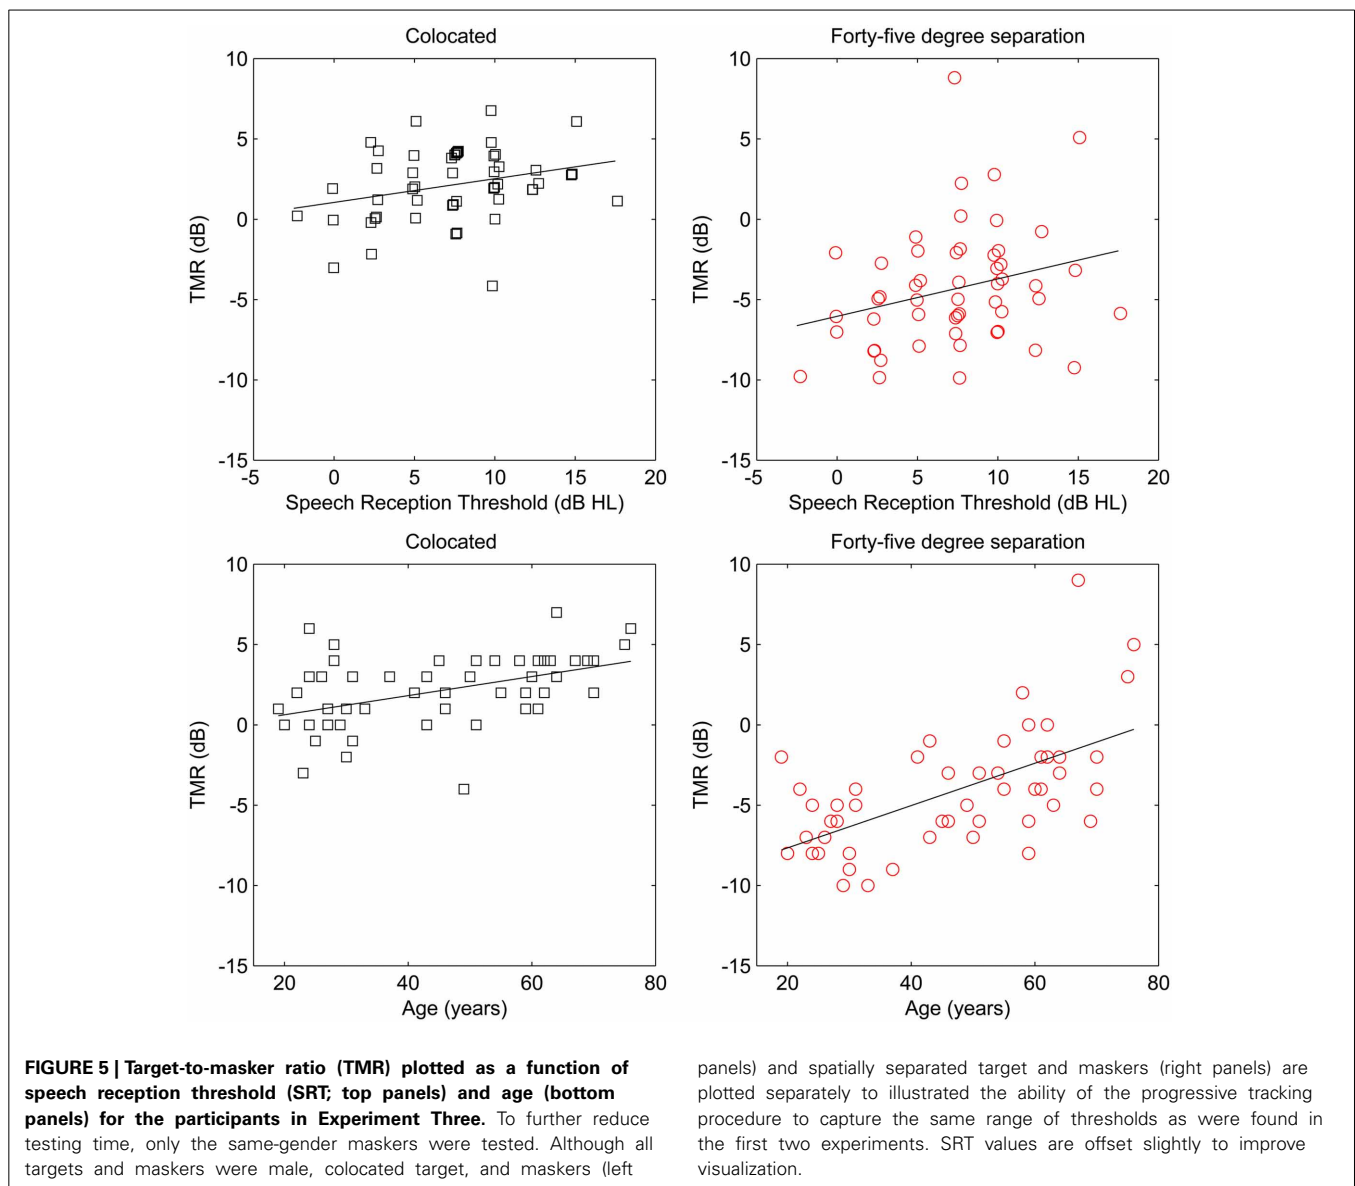 Colocated
10
5
0
-5
-10
-15
TMR (dB)
-5 0 5 10 15 20
Speech Reception Threshold (dB HL)
Forty-five degree separation
10
5
0
-5
-10
-15
TMR (dB)
-5 0 5 10 15 20
Speech Reception Threshold (dB HL)
Colocated
10
5
0
-5
-10
-15
TMR (dB)
20 40 60 80
Age (years)
Forty-five degree separation
10
5
0
-5
-10
-15
TMR (dB)
20 40 60 80
Age (years)
FIGURE 5 | Target-to-masker ratio (TMR) plotted as a function of
speech reception threshold (SRT; top panels) and age (bottom
panels) for the participants in Experiment Three. To further reduce
testing time, only the same-gender maskers were tested. Although all
targets and maskers were male, colocated target, and maskers (left
panels) and spatially separated target and maskers (right panels) are
plotted separately to illustrated the ability of the progressive tracking
procedure to capture the same range of thresholds as were found in
the first two experiments. SRT values are offset slightly to improve
visualization.